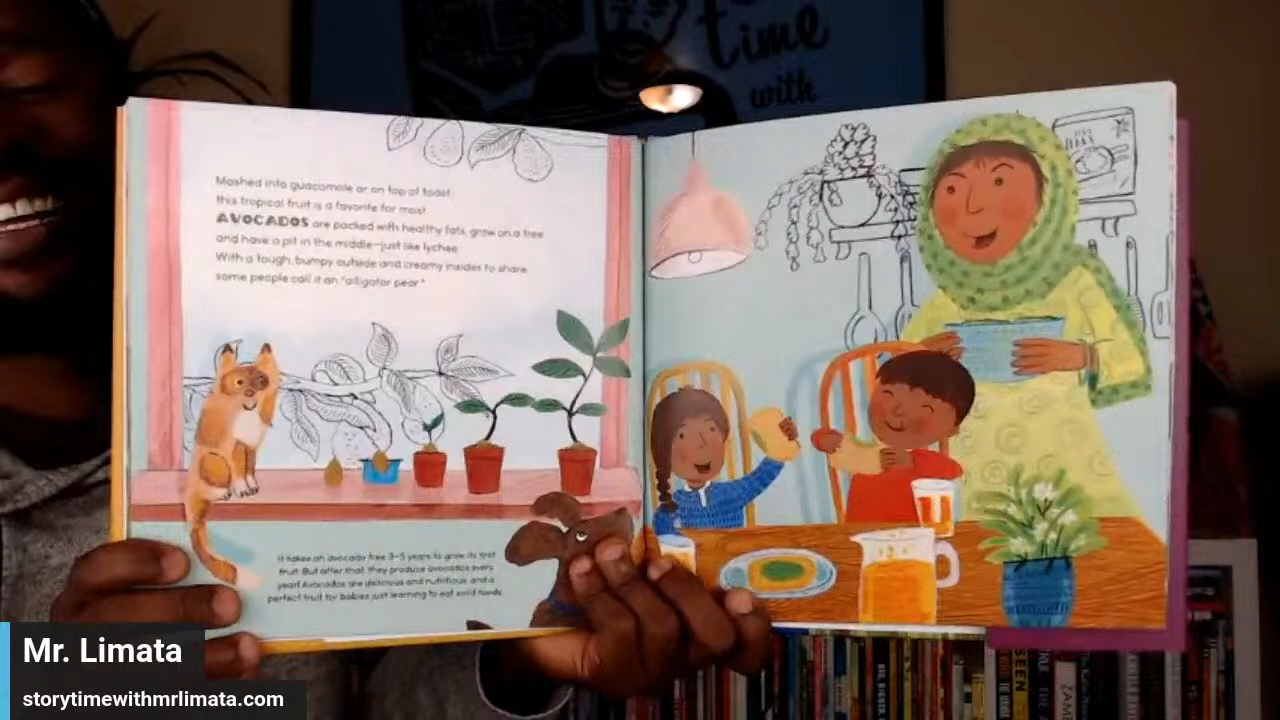 time
with
Mashed into guacamole or on top of toast
this tropical fruit is a favorite for most
AVOCADOS are packed with healthy fats, grow on a tree
and have a pit in the middle—just like lychee
With a tough, bumpy outside and creamy insides to share
some people call it an "alligator pear."
It takes an avocado tree 3–5 years to grow its first
fruit. But after that, they produce avocados every
year! Avocados are delicious and nutritious and a
perfect fruit for babies just learning to eat solid foods.
SEEN
Mr. Limata
storytimewithmrlimata.com